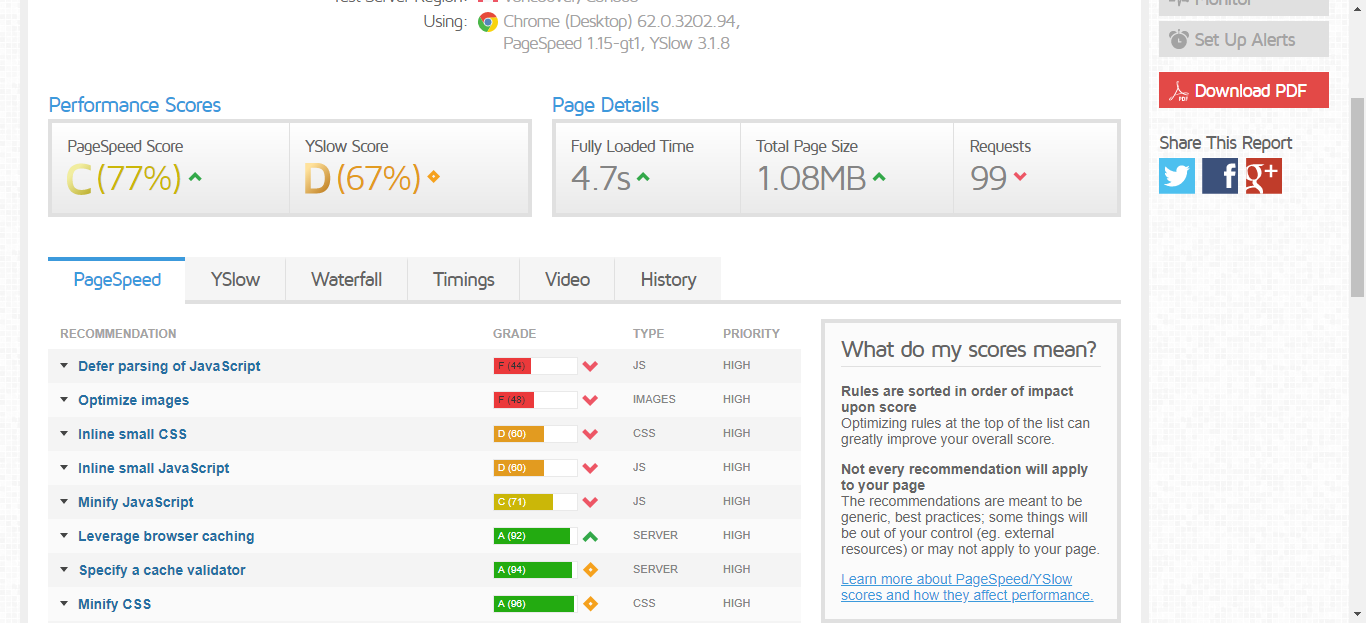 Using:
Chrome (Desktop) 62.0.3202.94,
PageSpeed 1.15-gt1, YSlow 3.1.8
Monitor
Set Up Alerts
Download PDF
Share This Report
Performance Scores
PageSpeed Score
C (77%)
YSlow Score
D (67%)
Page Details
Fully Loaded Time
4.7s
Total Page Size
1.08MB
Requests
99
PageSpeed
YSlow
Waterfall
Timings
Video
History
RECOMMENDATION GRADE TYPE PRIORITY
Defer parsing of JavaScript F (44) JS HIGH
Optimize images F (48) IMAGES HIGH
Inline small CSS D (60) CSS HIGH
Inline small JavaScript D (60) JS HIGH
Minify JavaScript C (71) JS HIGH
Leverage browser caching A (92) SERVER HIGH
Specify a cache validator A (94) SERVER HIGH
Minify CSS A (96) CSS HIGH
What do my scores mean?
Rules are sorted in order of impact
upon score
Optimizing rules at the top of the list can
greatly improve your overall score.
Not every recommendation will apply
to your page
The recommendations are meant to be
generic, best practices; some things will
be out of your control (eg. external
resources) or may not apply to your page.
Learn more about PageSpeed/YSlow
scores and how they affect performance.